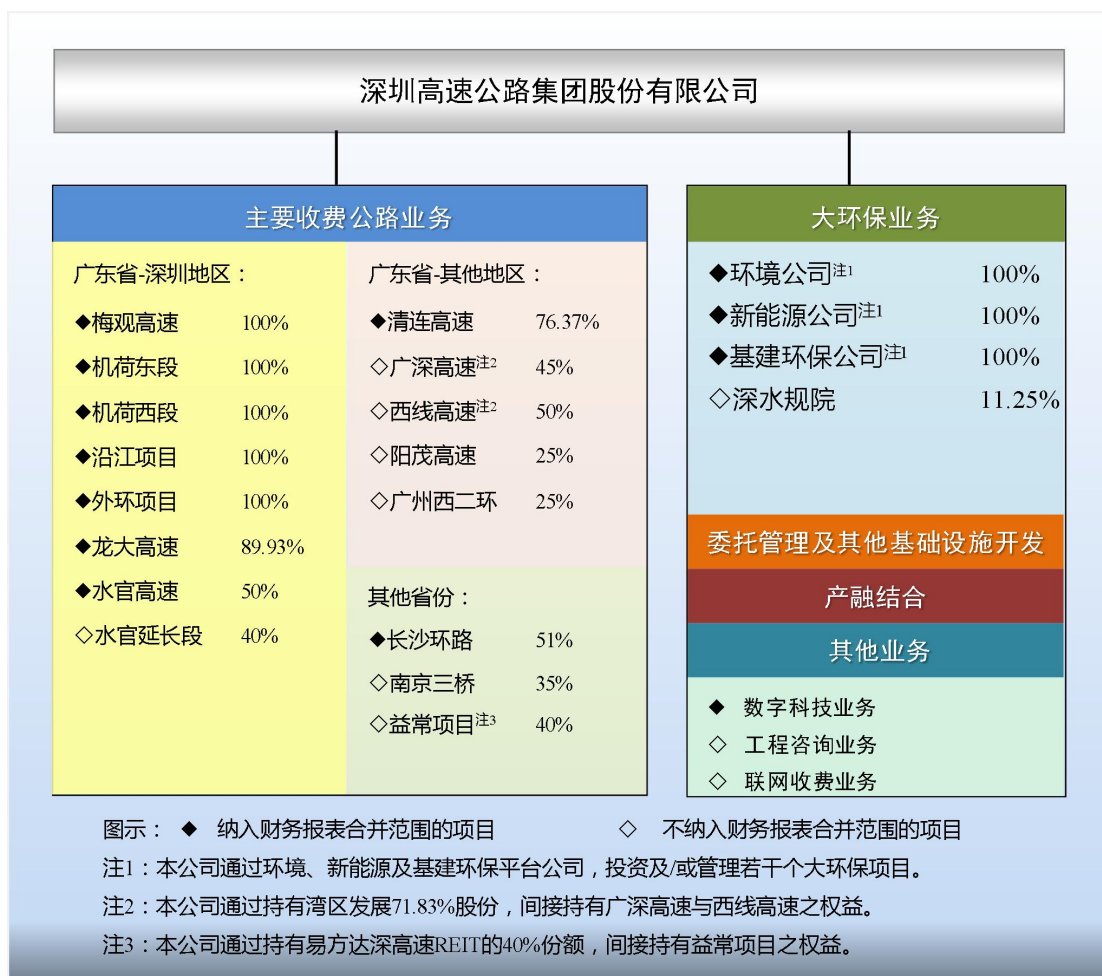 深圳高速公路集团股份有限公司
主要收费公路业务
广东省-深圳地区：
◆梅观高速 100%
◆机荷东段 100%
◆机荷西段 100%
◆沿江项目 100%
◆外环项目 100%
◆龙大高速 89.93%
◆水官高速 50%
◇水官延长段 40%
广东省-其他地区：
◆清连高速 76.37%
◇广深高速注2 45%
◇西线高速注2 50%
◇阳茂高速 25%
◇广州西二环 25%
其他省份：
◆长沙环路 51%
◇南京三桥 35%
◇益常项目注3 40%
大环保业务
◆环境公司注1 100%
◆新能源公司注1 100%
◆基建环保公司注1 100%
◇深水规院 11.25%
委托管理及其他基础设施开发
产融结合
其他业务
◆ 数字科技业务
◇ 工程咨询业务
◇ 联网收费业务
图示： ◆ 纳入财务报表合并范围的项目 ◇ 不纳入财务报表合并范围的项目
注1：本公司通过环境、新能源及基建环保平台公司，投资及/或管理若干个大环保项目。
注2：本公司通过持有湾区发展71.83%股份，间接持有广深高速与西线高速之权益。
注3：本公司通过持有易方达深高速REIT的40%份额，间接持有益常项目之权益。